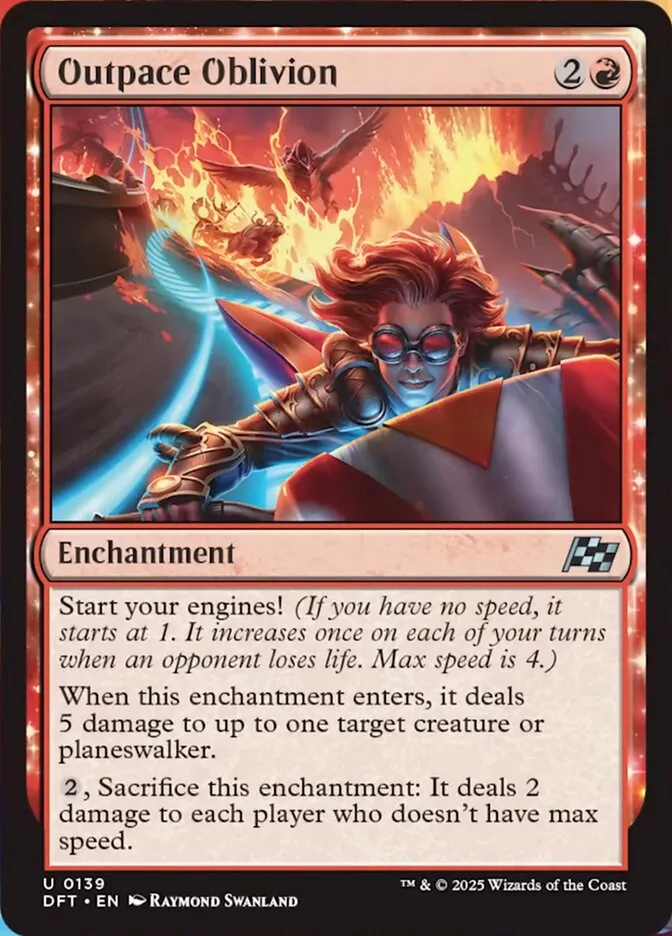 Outpace Oblivion 2
Enchantment
Start your engines! (If you have no speed, it
starts at 1. It increases once on each of your turns
when an opponent loses life. Max speed is 4.)
When this enchantment enters, it deals
5 damage to up to one target creature or
planeswalker.
2, Sacrifice this enchantment: It deals 2
damage to each player who doesn't have max
speed.
U 0139
DFT • EN Raymond Swanland
™ & © 2025 Wizards of the Coast